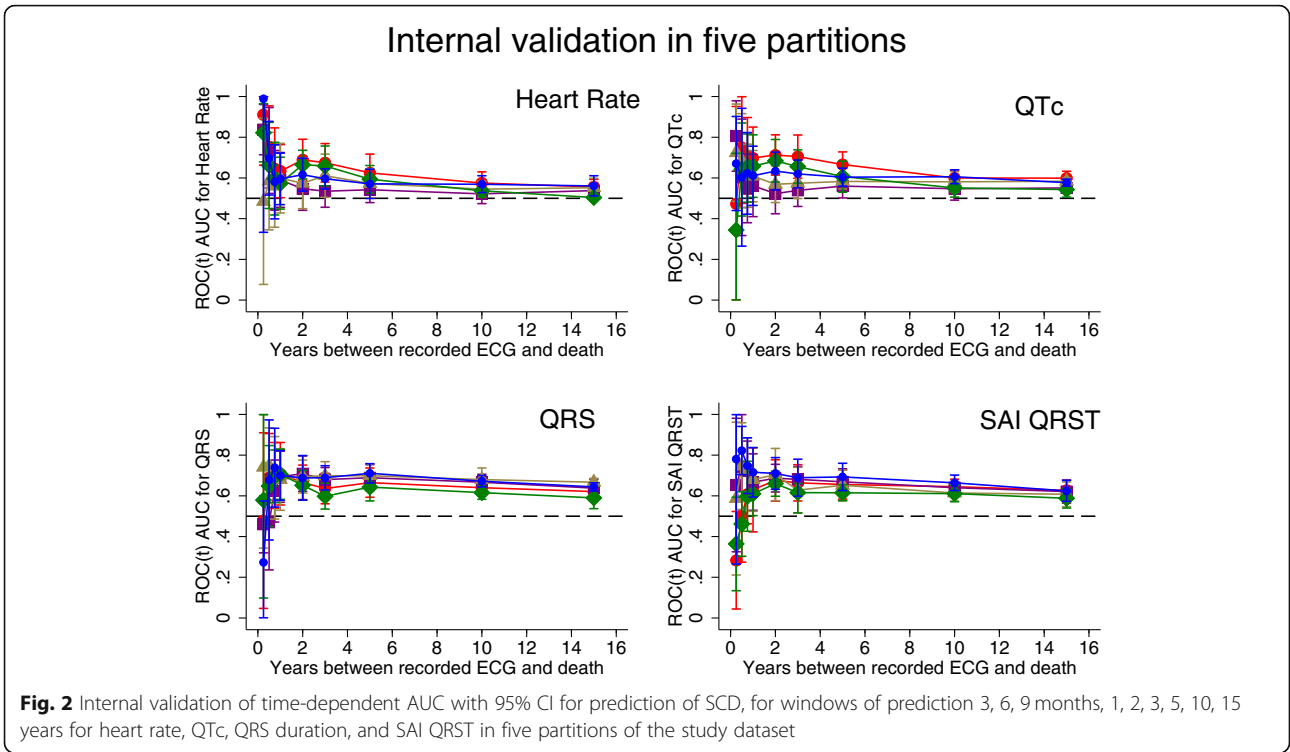 Internal validation in five partitions
Heart Rate
ROC(t) AUC for Heart Rate
1
.8
.6
.4
.2
0
0 2 4 6 8 10 12 14 16
Years between recorded ECG and death
QTc
ROC(t) AUC for QTc
1
.8
.6
.4
.2
0
0 2 4 6 8 10 12 14 16
Years between recorded ECG and death
QRS
ROC(t) AUC for QRS
1
.8
.6
.4
.2
0
0 2 4 6 8 10 12 14 16
Years between recorded ECG and death
SAI QRST
ROC(t) AUC for SAI QRST
1
.8
.6
.4
.2
0
0 2 4 6 8 10 12 14 16
Years between recorded ECG and death
Fig. 2 Internal validation of time-dependent AUC with 95% CI for prediction of SCD, for windows of prediction 3, 6, 9 months, 1, 2, 3, 5, 10, 15
years for heart rate, QTc, QRS duration, and SAI QRST in five partitions of the study dataset